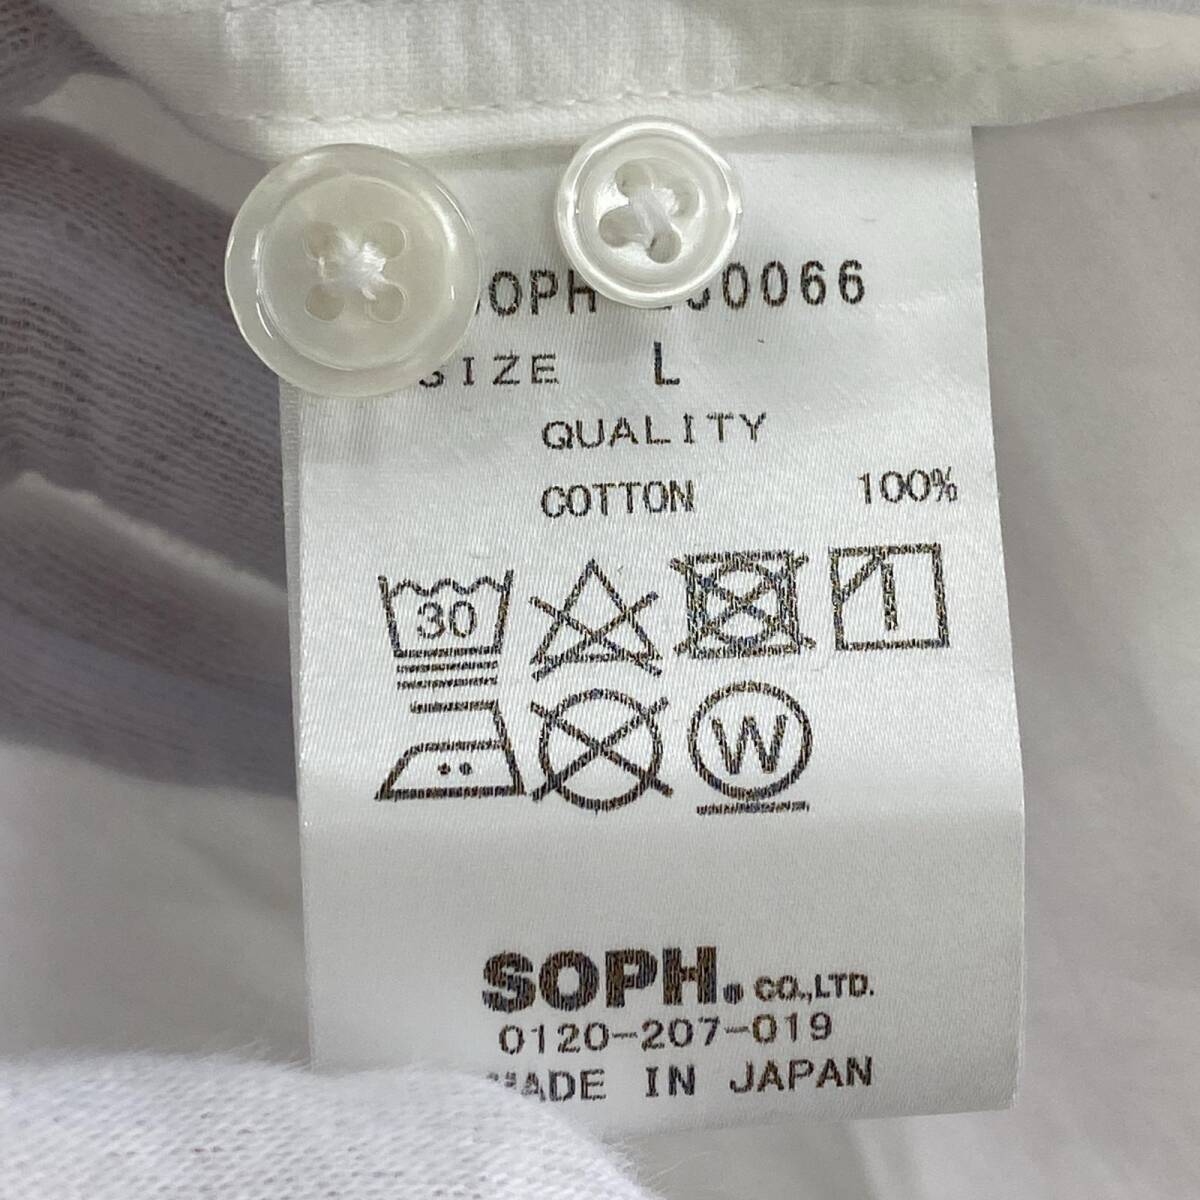 SIZE L
QUALITY
COTTON 100%
30
W
SOPH. CO.,LTD.
0120-207-019
MADE IN JAPAN